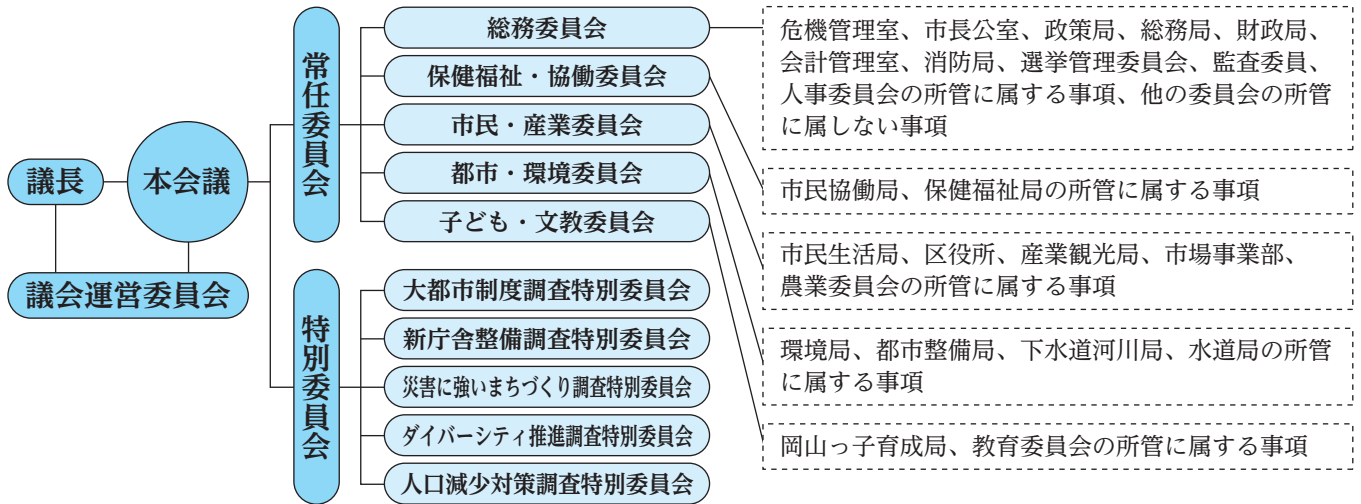 議長
本会議
議会運営委員会
常任委員会
総務委員会
保健福祉・協働委員会
市民・産業委員会
都市・環境委員会
子ども・文教委員会
特別委員会
大都市制度調査特別委員会
新庁舎整備調査特別委員会
災害に強いまちづくり調査特別委員会
ダイバーシティ推進調査特別委員会
人口減少対策調査特別委員会
危機管理室、市長公室、政策局、総務局、財政局、
会計管理室、消防局、選挙管理委員会、監査委員、
人事委員会の所管に属する事項、他の委員会の所管
に属しない事項
市民協働局、保健福祉局の所管に属する事項
市民生活局、区役所、産業観光局、市場事業部、
農業委員会の所管に属する事項
環境局、都市整備局、下水道河川局、水道局の所管
に属する事項
岡山っ子育成局、教育委員会の所管に属する事項